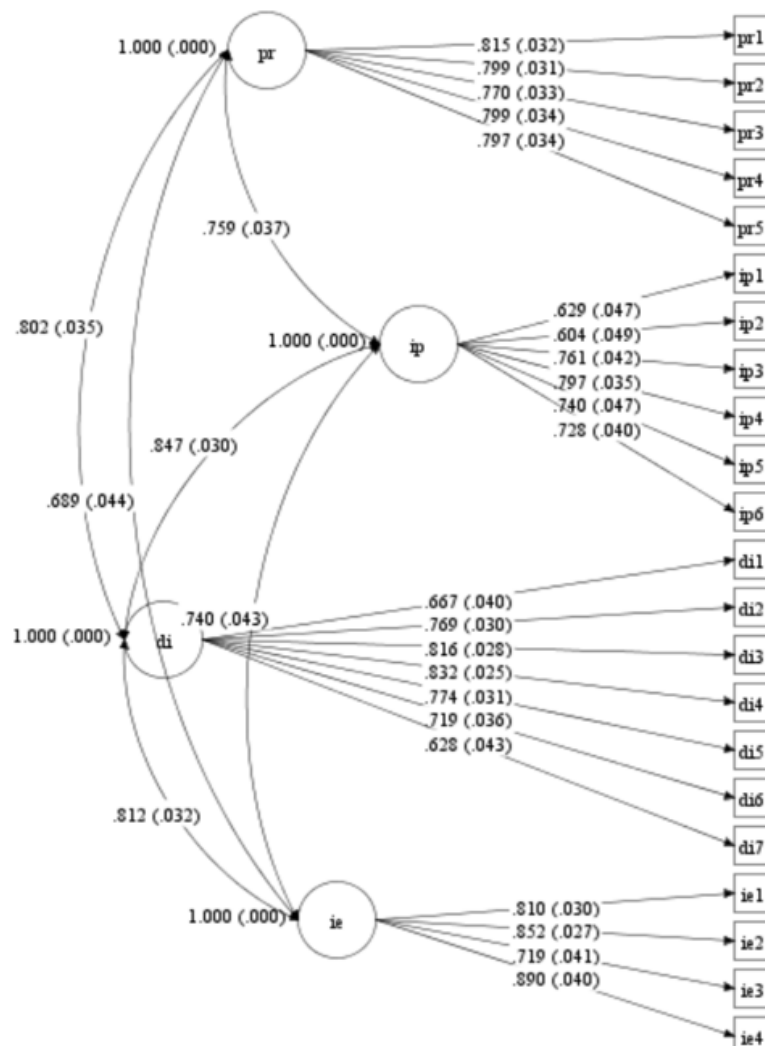 1.000 (.000)
pr
.815 (.032)
.799 (.031)
.770 (.033)
.799 (.034)
.797 (.034)
pr1
pr2
pr3
pr4
pr5
.759 (.037)
.802 (.035)
1.000 (.000)
ip
.629 (.047)
.604 (.049)
.761 (.042)
.797 (.035)
.740 (.047)
.728 (.040)
ip1
ip2
ip3
ip4
ip5
ip6
.847 (.030)
.689 (.044)
.740 (.043)
1.000 (.000)
di
.667 (.040)
.769 (.030)
.816 (.028)
.832 (.025)
.774 (.031)
.719 (.036)
.628 (.043)
di1
di2
di3
di4
di5
di6
di7
.812 (.032)
1.000 (.000)
ie
.810 (.030)
.852 (.027)
.719 (.041)
.890 (.040)
ie1
ie2
ie3
ie4